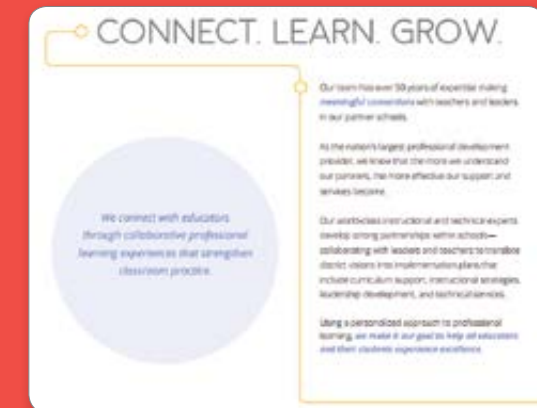 CONNECT. LEARN. GROW.
We connect with educators
through collaborative professional
learning experiences that strengthen
classroom practice.
Our team has over 50 years of expertise making
meaningful connections with teachers and leaders
in our partner schools.
As the nation's largest professional development
provider, we know that the more we understand
our partners, the more effective our support and
services become.
Our world-class instructional and technical experts
develop strong partnerships within schools—
collaborating with leaders and teachers to translate
district visions into implementation plans that
include curriculum support, instructional strategies,
leadership development, and technical services.
Using a personalized approach to professional
learning, we make it our goal to help all educators
and their students experience excellence.